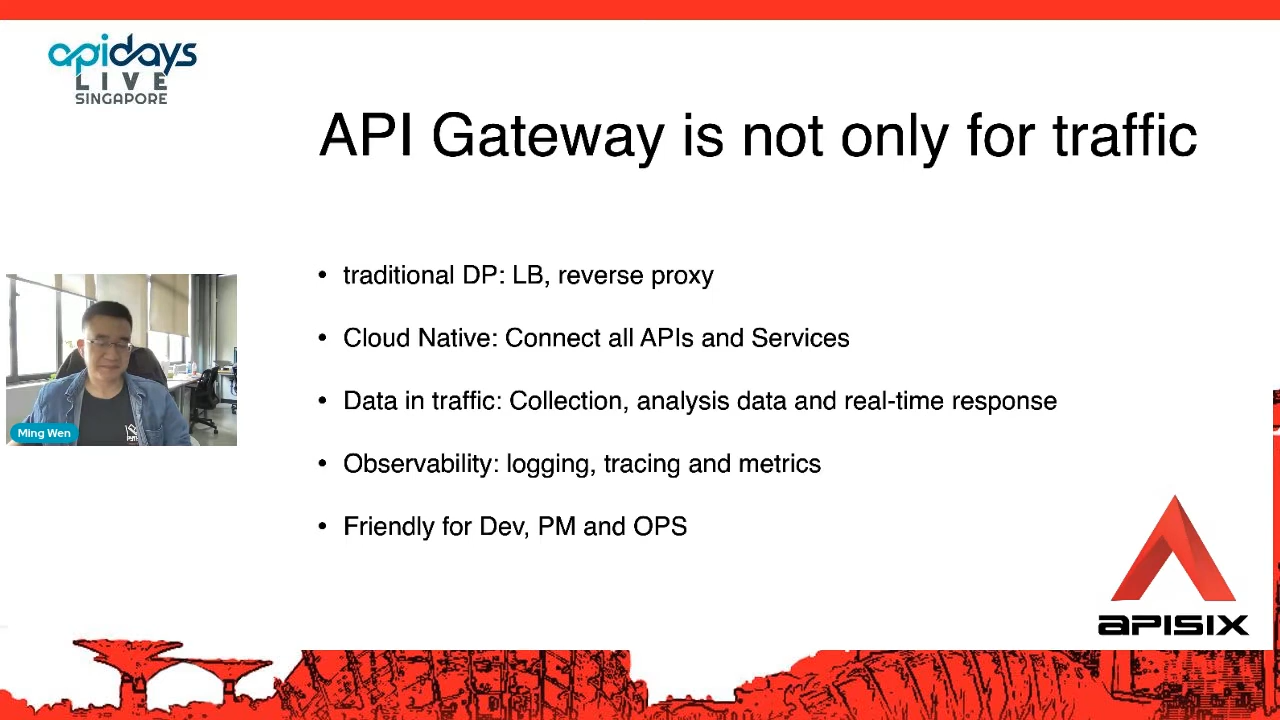 apidays
LIVE
SINGAPORE
API Gateway is not only for traffic
• traditional DP: LB, reverse proxy
• Cloud Native: Connect all APIs and Services
• Data in traffic: Collection, analysis data and real-time response
• Observability: logging, tracing and metrics
• Friendly for Dev, PM and OPS
Ming Wen
APISIX